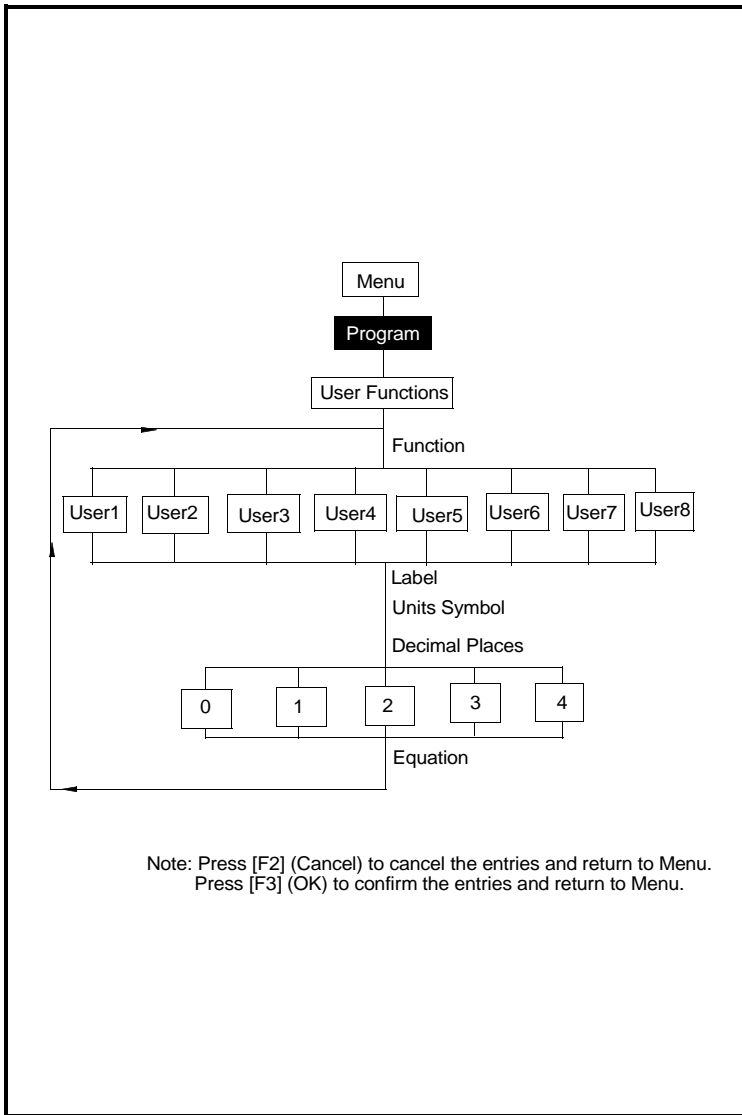 Menu
Program
User Functions
Function
User1 User2 User3 User4 User5 User6 User7 User8
Label
Units Symbol
Decimal Places
0 1 2 3 4
Equation
Note: Press [F2] (Cancel) to cancel the entries and return to Menu.
Press [F3] (OK) to confirm the entries and return to Menu.